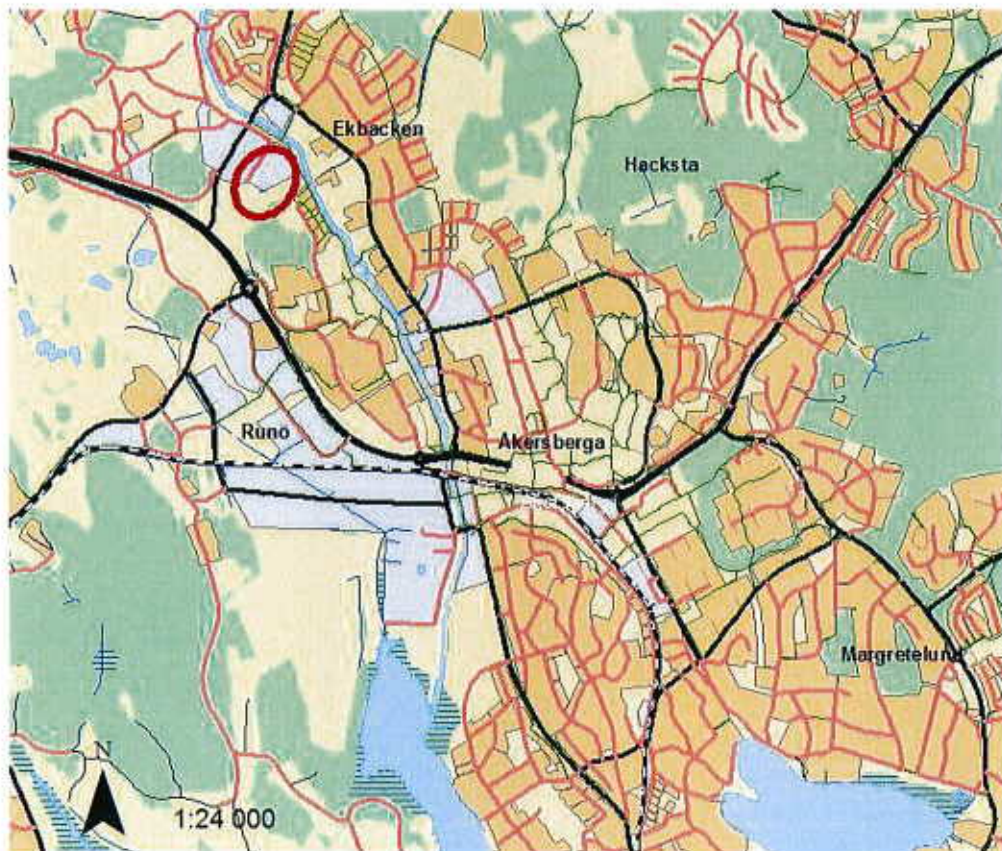 Ekbacken
Hacksta
Runö
Åkersberga
Margretelund
N
1:24 000